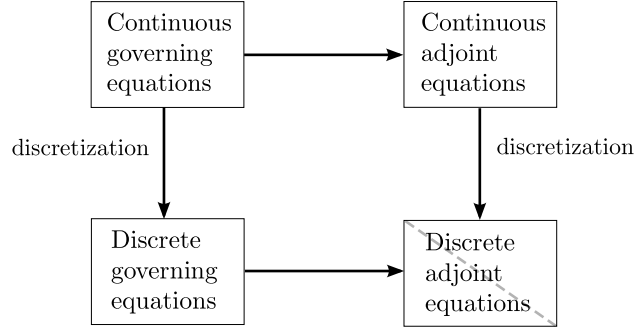 Continuous
governing
equations
Continuous
adjoint
equations
discretization
discretization
Discrete
governing
equations
Discrete
adjoint
equations